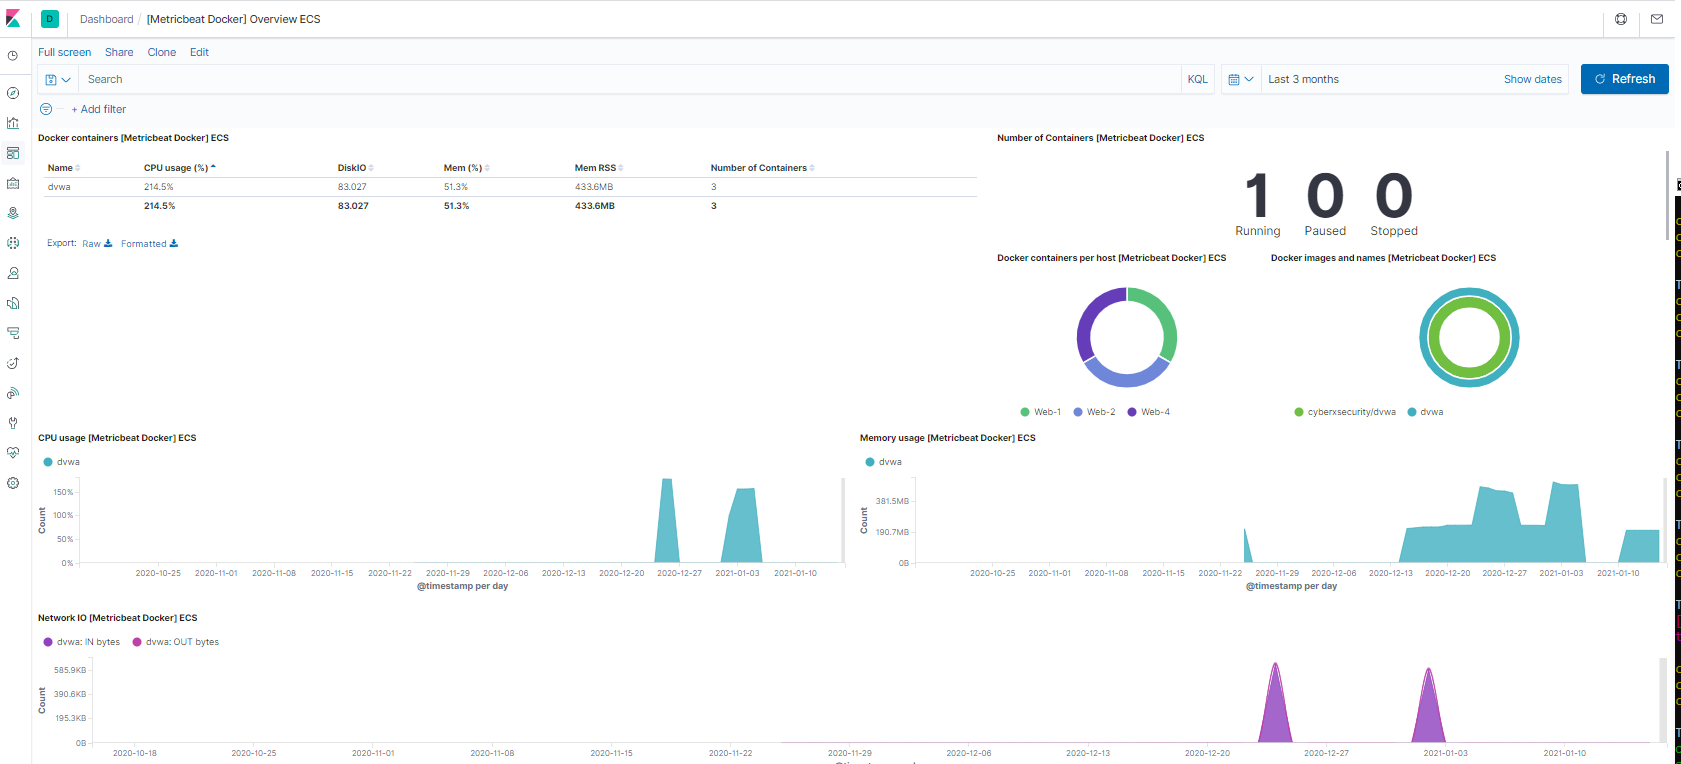 D Dashboard / [Metricbeat Docker] Overview ECS
Full screen Share Clone Edit
Search KQL Last 3 months Show dates Refresh
+ Add filter
Docker containers [Metricbeat Docker] ECS
Name CPU usage (%) DiskIO Mem (%) Mem RSS Number of Containers
dvwa 214.5% 83.027 51.3% 433.6MB 3
214.5% 83.027 51.3% 433.6MB 3
Export: Raw Formatted
Number of Containers [Metricbeat Docker] ECS
1 0 0
Running Paused Stopped
Docker containers per host [Metricbeat Docker] ECS
Web-1 Web-2 Web-4
Docker images and names [Metricbeat Docker] ECS
cyberxsecurity/dvwa dvwa
CPU usage [Metricbeat Docker] ECS
dvwa
150%
100%
50%
0%
Count
2020-10-25 2020-11-01 2020-11-08 2020-11-15 2020-11-22 2020-11-29 2020-12-06 2020-12-13 2020-12-20 2020-12-27 2021-01-03 2021-01-10
@timestamp per day
Memory usage [Metricbeat Docker] ECS
dvwa
381.5MB
190.7MB
0B
Count
2020-10-25 2020-11-01 2020-11-08 2020-11-15 2020-11-22 2020-11-29 2020-12-06 2020-12-13 2020-12-20 2020-12-27 2021-01-03 2021-01-10
@timestamp per day
Network IO [Metricbeat Docker] ECS
dvwa: IN bytes dvwa: OUT bytes
585.9KB
390.6KB
195.3KB
0B
Count
2020-10-18 2020-10-25 2020-11-01 2020-11-08 2020-11-15 2020-11-22 2020-11-29 2020-12-06 2020-12-13 2020-12-20 2020-12-27 2021-01-03 2021-01-10
@timestamp per day